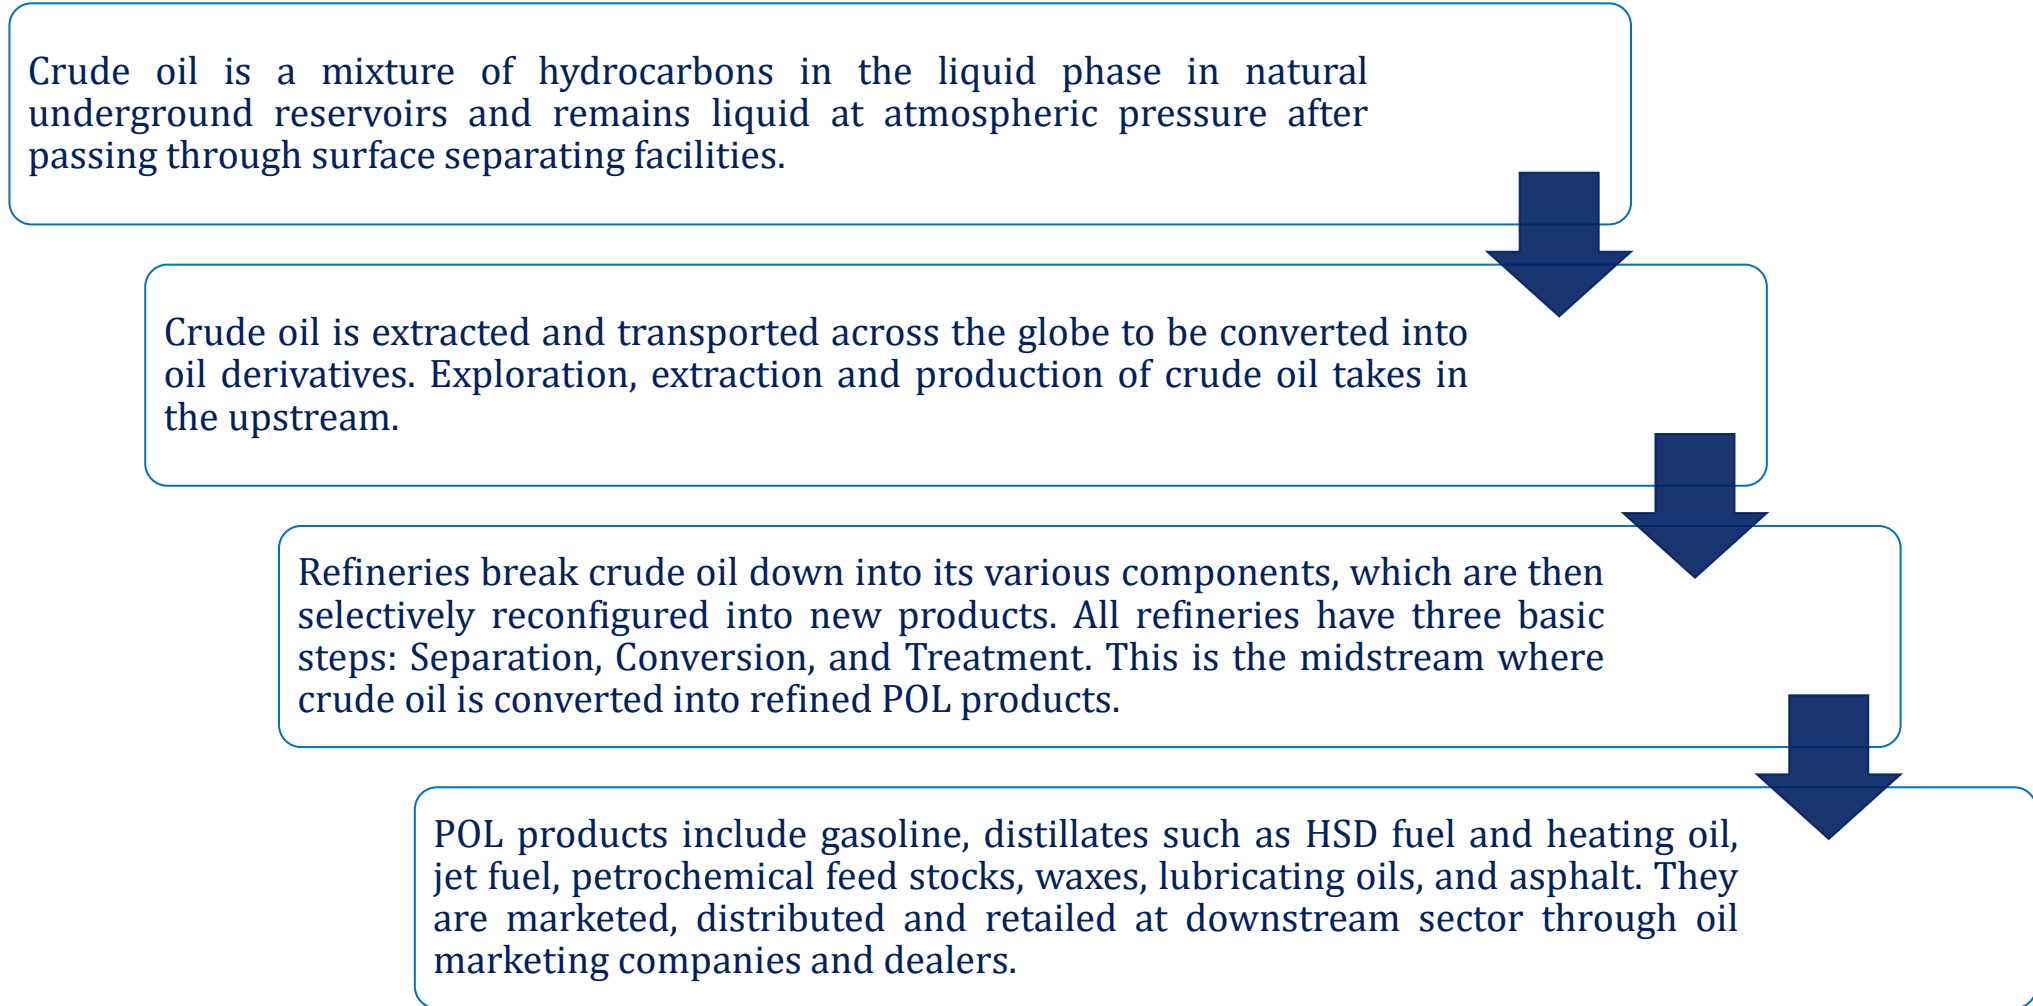 Crude oil is a mixture of hydrocarbons in the liquid phase in natural
underground reservoirs and remains liquid at atmospheric pressure after
passing through surface separating facilities.
Crude oil is extracted and transported across the globe to be converted into
oil derivatives. Exploration, extraction and production of crude oil takes in
the upstream.
Refineries break crude oil down into its various components, which are then
selectively reconfigured into new products. All refineries have three basic
steps: Separation, Conversion, and Treatment. This is the midstream where
crude oil is converted into refined POL products.
POL products include gasoline, distillates such as HSD fuel and heating oil,
jet fuel, petrochemical feed stocks, waxes, lubricating oils, and asphalt. They
are marketed, distributed and retailed at downstream sector through oil
marketing companies and dealers.